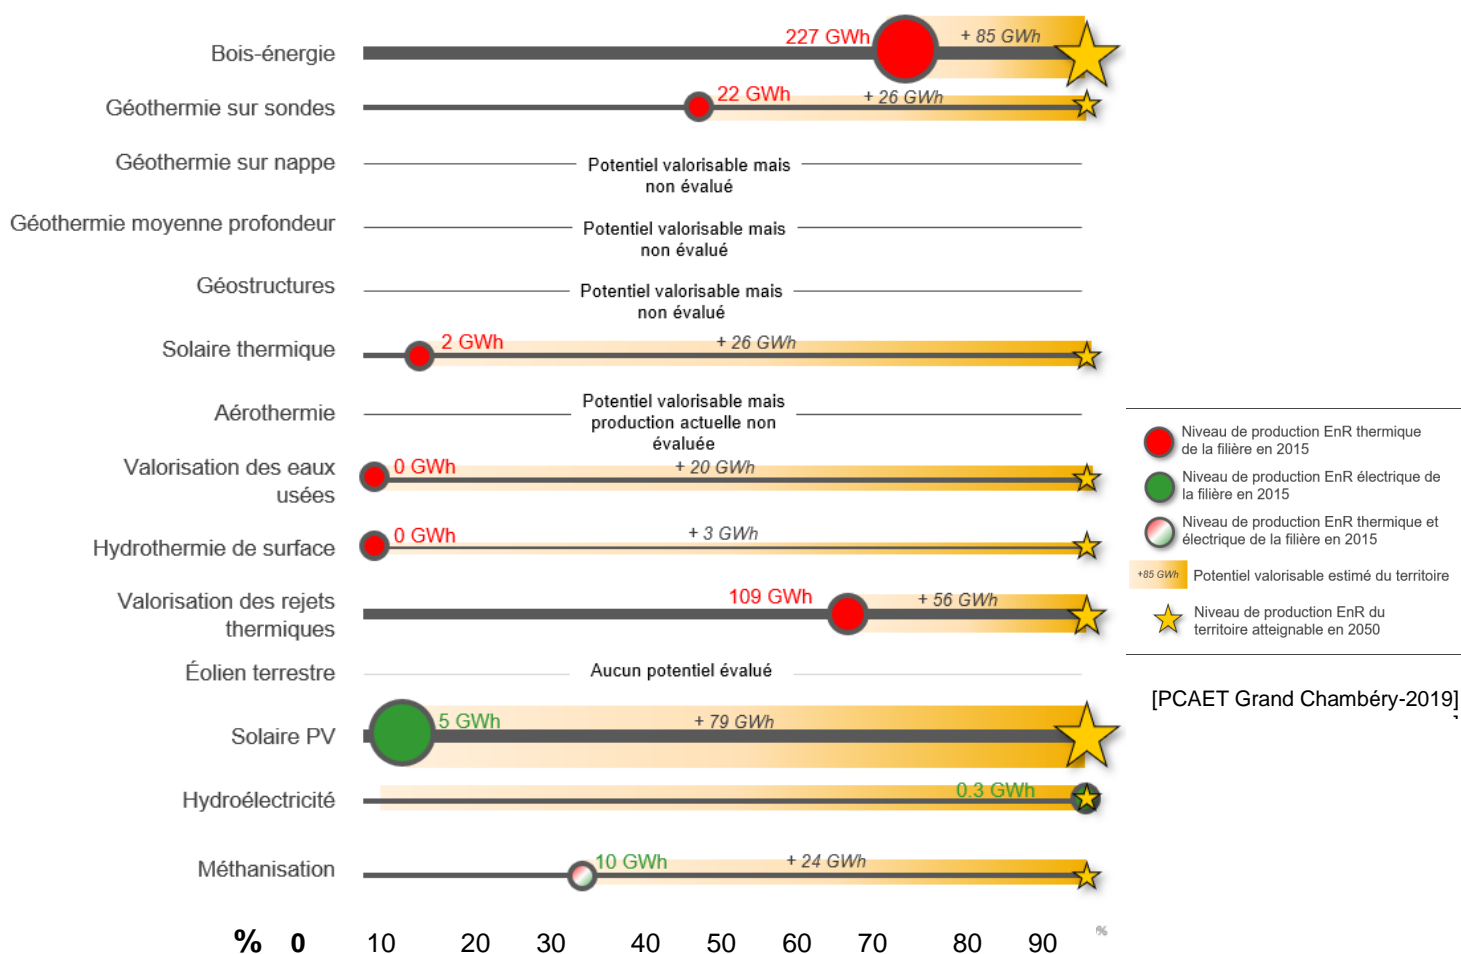 Bois-énergie
227 GWh
+ 85 GWh
Géothermie sur sondes
22 GWh
+ 26 GWh
Géothermie sur nappe
Potentiel valorisable mais
non évalué
Géothermie moyenne profondeur
Potentiel valorisable mais
non évalué
Géostructures
Potentiel valorisable mais
non évalué
Solaire thermique
2 GWh
+ 26 GWh
Aérothermie
Potentiel valorisable mais
production actuelle non
évaluée
Valorisation des eaux
usées
0 GWh
+ 20 GWh
Hydrothermie de surface
0 GWh
+ 3 GWh
Valorisation des rejets
thermiques
109 GWh
+ 56 GWh
Éolien terrestre
Aucun potentiel évalué
Solaire PV
5 GWh
+ 79 GWh
Hydroélectricité
0.3 GWh
Méthanisation
10 GWh
+ 24 GWh
% 0 10 20 30 40 50 60 70 80 90 %
Niveau de production EnR thermique
de la filière en 2015
Niveau de production EnR électrique de
la filière en 2015
Niveau de production EnR thermique et
électrique de la filière en 2015
+85 GWh
Potentiel valorisable estimé du territoire
Niveau de production EnR du
territoire atteignable en 2050
[PCAET Grand Chambéry-2019]